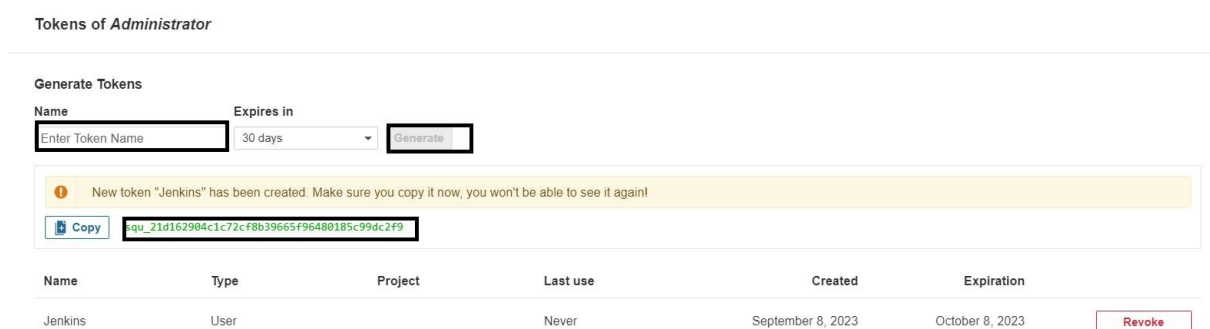 Tokens of Administrator
Generate Tokens
Name Expires in
Enter Token Name 30 days Generate
New token "Jenkins" has been created. Make sure you copy it now, you won't be able to see it again!
Copy squ_21d162904c1c72cf8b39665f96480185c99dc2f9
Name Type Project Last use Created Expiration
Jenkins User Never September 8, 2023 October 8, 2023 Revoke